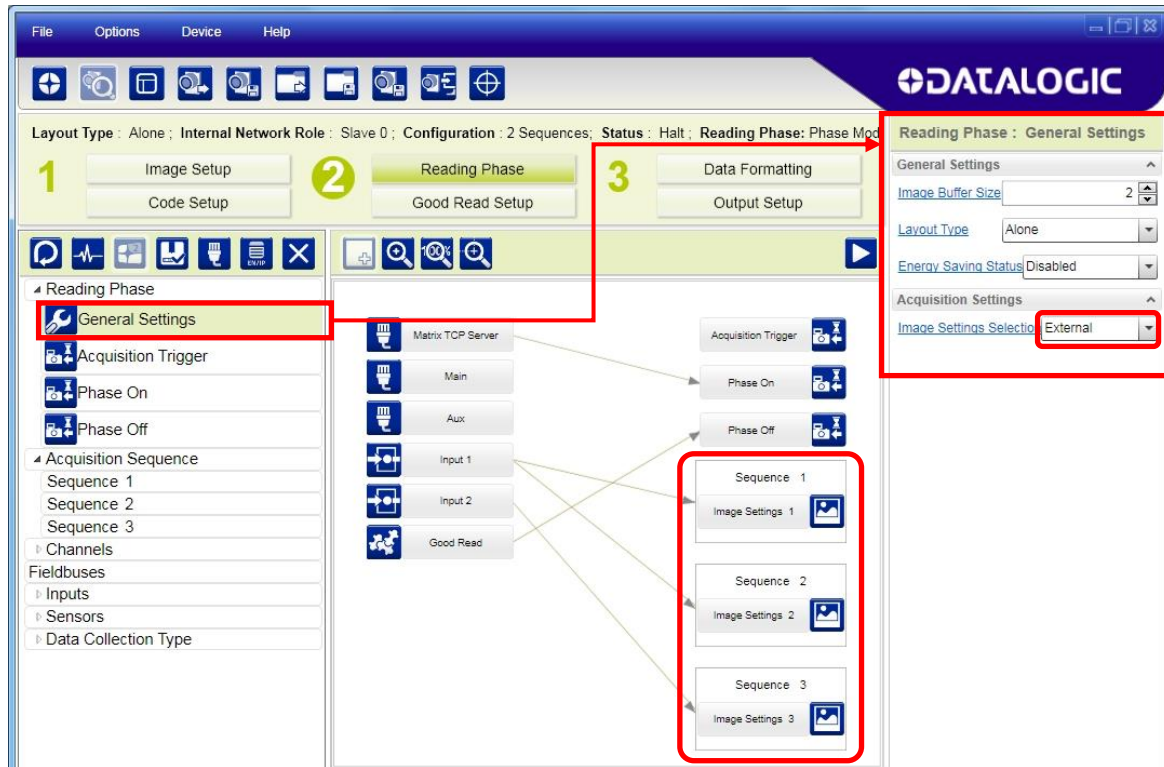 File Options Device Help
DATALOGIC
Layout Type : Alone ; Internal Network Role : Slave 0 ; Configuration : 2 Sequences; Status : Halt ; Reading Phase: Phase Mod
1
Image Setup
Code Setup
2
Reading Phase
Good Read Setup
3
Data Formatting
Output Setup
EN/IP
Reading Phase
General Settings
Acquisition Trigger
Phase On
Phase Off
Acquisition Sequence
Sequence 1
Sequence 2
Sequence 3
Channels
Fieldbuses
Inputs
Sensors
Data Collection Type
100%
Matrix TCP Server
Main
Aux
Input 1
Input 2
Good Read
Acquisition Trigger
Phase On
Phase Off
Sequence 1
Image Settings 1
Sequence 2
Image Settings 2
Sequence 3
Image Settings 3
Reading Phase : General Settings
General Settings
Image Buffer Size 2
Layout Type Alone
Energy Saving Status Disabled
Acquisition Settings
Image Settings Selection External